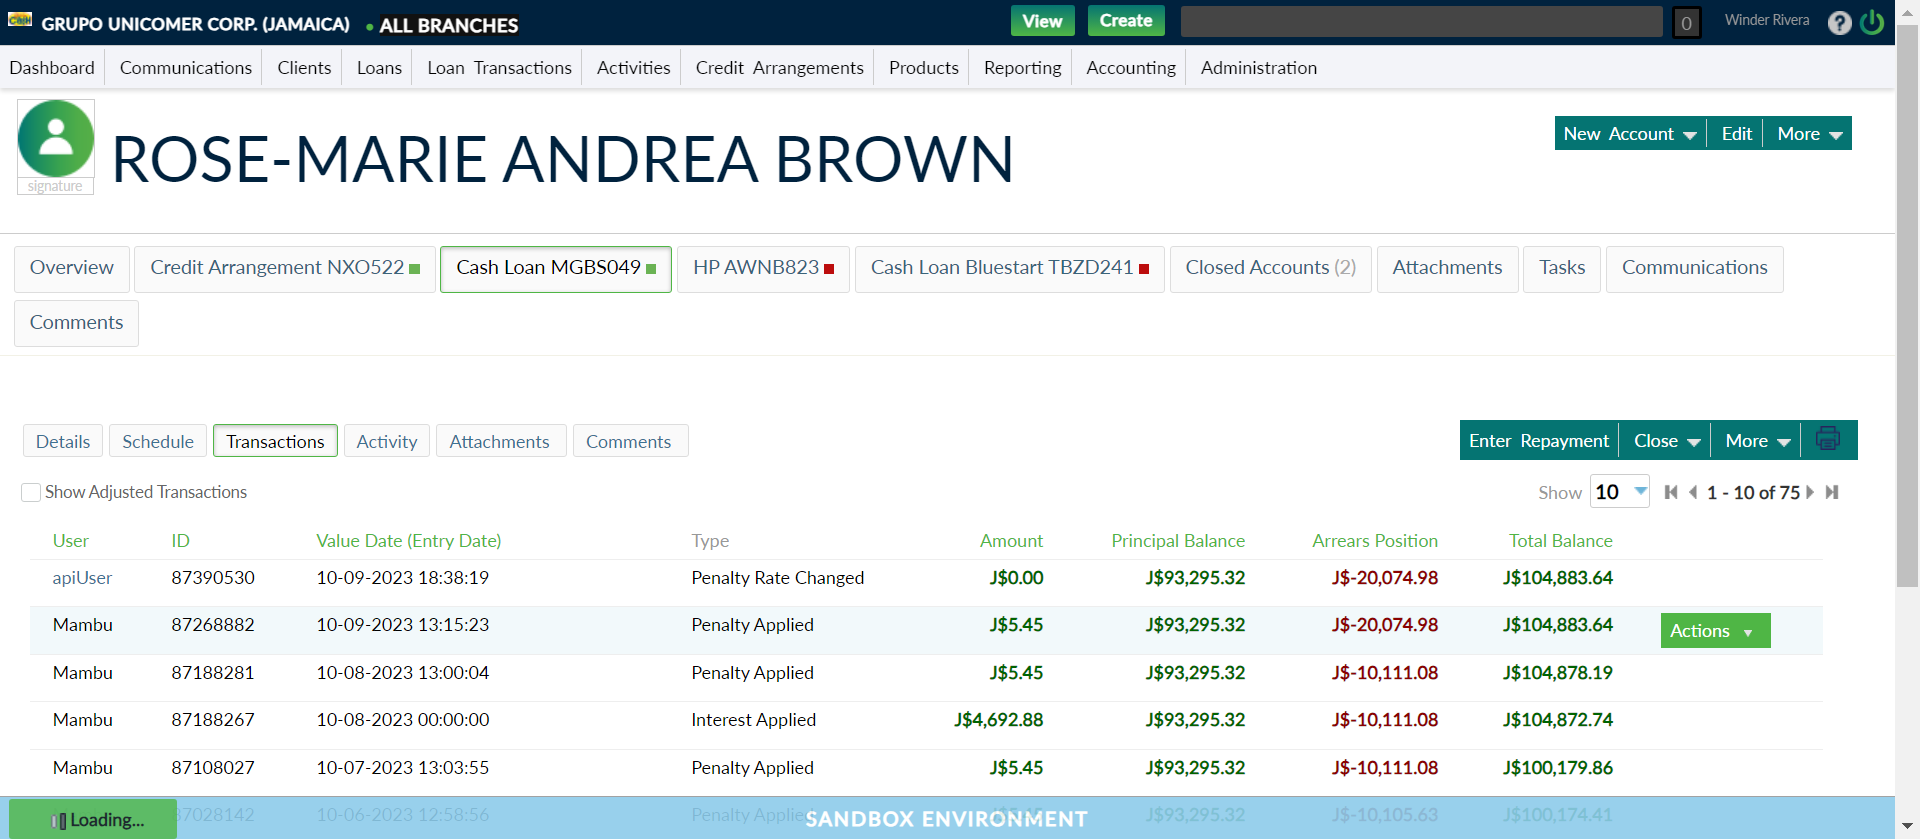 GRUPO UNICOMER CORP. (JAMAICA) ALL BRANCHES View Create 0 Winder Rivera ?
Dashboard Communications Clients Loans Loan Transactions Activities Credit Arrangements Products Reporting Accounting Administration
signature
ROSE-MARIE ANDREA BROWN
New Account Edit More
Overview Credit Arrangement NXO522 Cash Loan MGBS049 HP AWNB823 Cash Loan Bluestart TBZD241 Closed Accounts (2) Attachments Tasks Communications
Comments
Details Schedule Transactions Activity Attachments Comments Enter Repayment Close More
Show Adjusted Transactions Show 10 1 - 10 of 75
User ID Value Date (Entry Date) Type Amount Principal Balance Arrears Position Total Balance
apiUser 87390530 10-09-2023 18:38:19 Penalty Rate Changed J$0.00 J$93,295.32 J$-20,074.98 J$104,883.64
Mambu 87268882 10-09-2023 13:15:23 Penalty Applied J$5.45 J$93,295.32 J$-20,074.98 J$104,883.64 Actions
Mambu 87188281 10-08-2023 13:00:04 Penalty Applied J$5.45 J$93,295.32 J$-10,111.08 J$104,878.19
Mambu 87188267 10-08-2023 00:00:00 Interest Applied J$4,692.88 J$93,295.32 J$-10,111.08 J$104,872.74
Mambu 87108027 10-07-2023 13:03:55 Penalty Applied J$5.45 J$93,295.32 J$-10,111.08 J$100,179.86
Loading... 10-06-2023 12:58:56 Penalty SANDBOX ENVIRONMENT J$93,295.32 J$-10,105.63 J$100,174.41